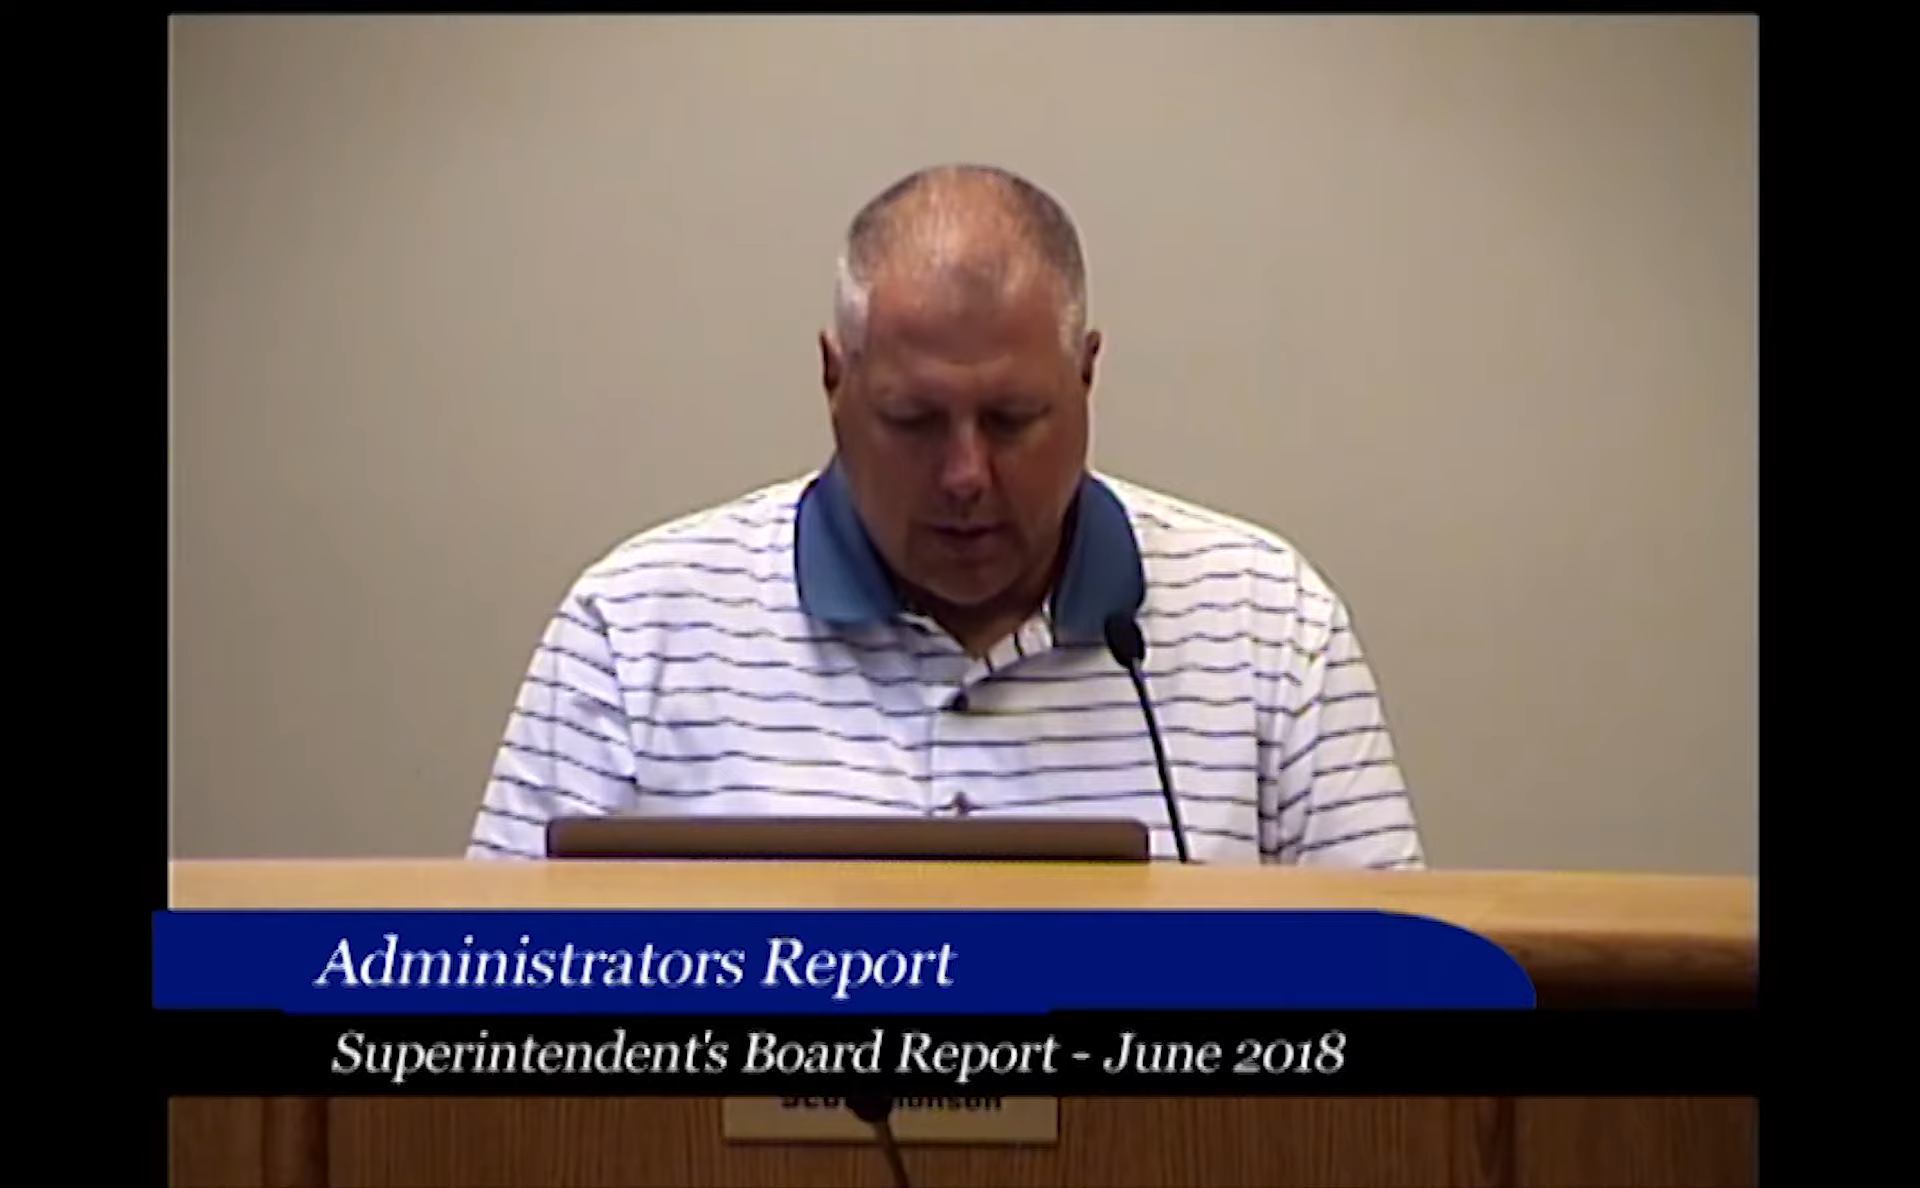 Administrators Report
Superintendent's Board Report - June 2018